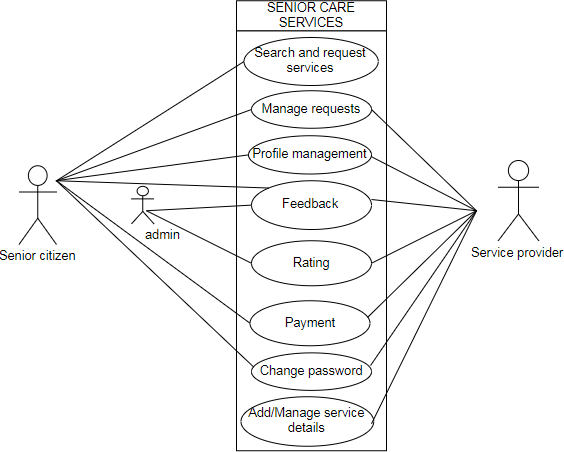 SENIOR CARE
SERVICES
Search and request
services
Manage requests
Profile management
Feedback
admin
Senior citizen
Service provider
Rating
Payment
Change password
Add/Manage service
details